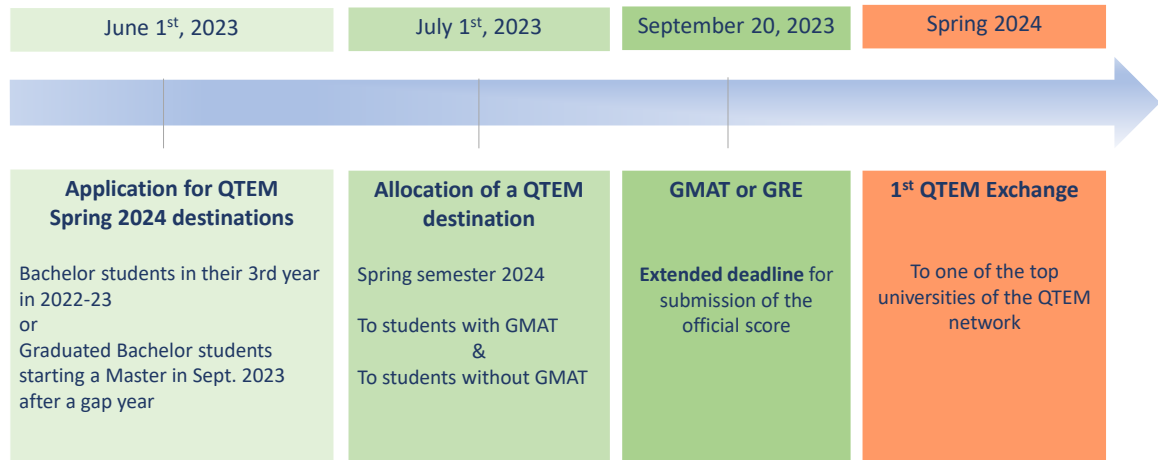 June 1st, 2023
July 1st, 2023
September 20, 2023
Spring 2024
Application for QTEM
Spring 2024 destinations
Bachelor students in their 3rd year
in 2022-23
or
Graduated Bachelor students
starting a Master in Sept. 2023
after a gap year
Allocation of a QTEM
destination
Spring semester 2024
To students with GMAT
&
To students without GMAT
GMAT or GRE
Extended deadline for
submission of the
official score
1st QTEM Exchange
To one of the top
universities of the QTEM
network